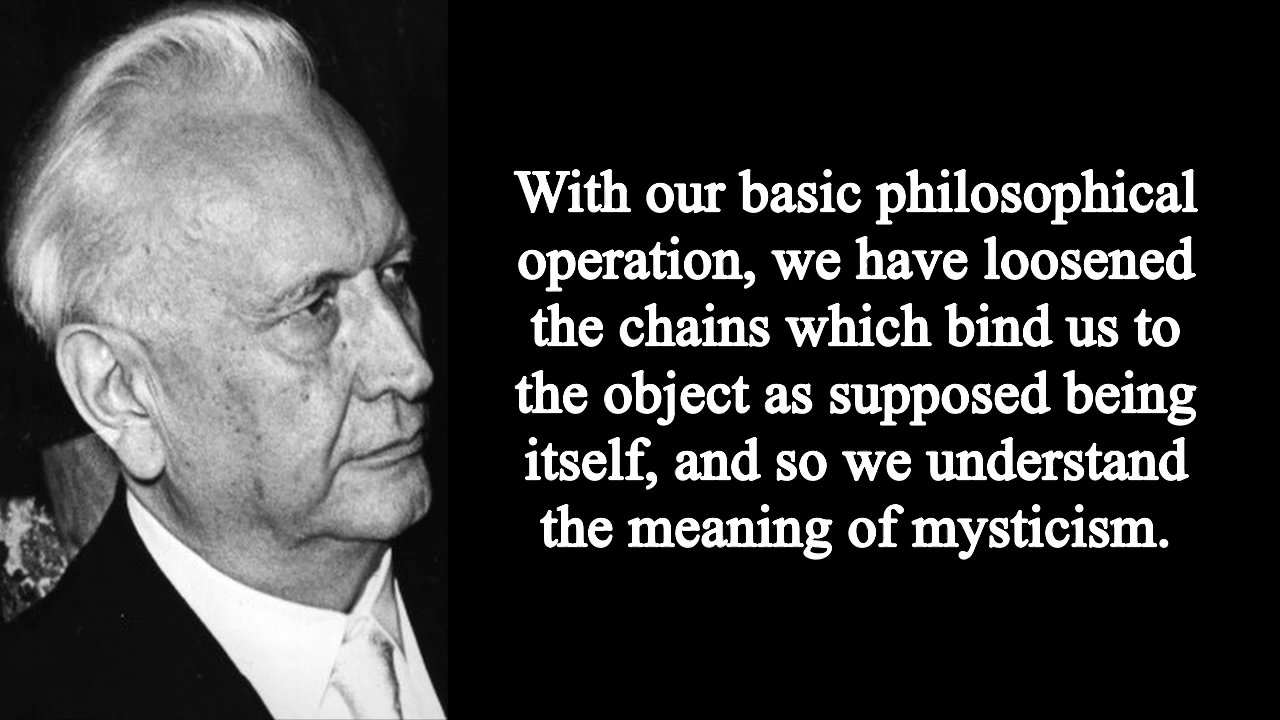 With our basic philosophical
operation, we have loosened
the chains which bind us to
the object as supposed being
itself, and so we understand
the meaning of mysticism.